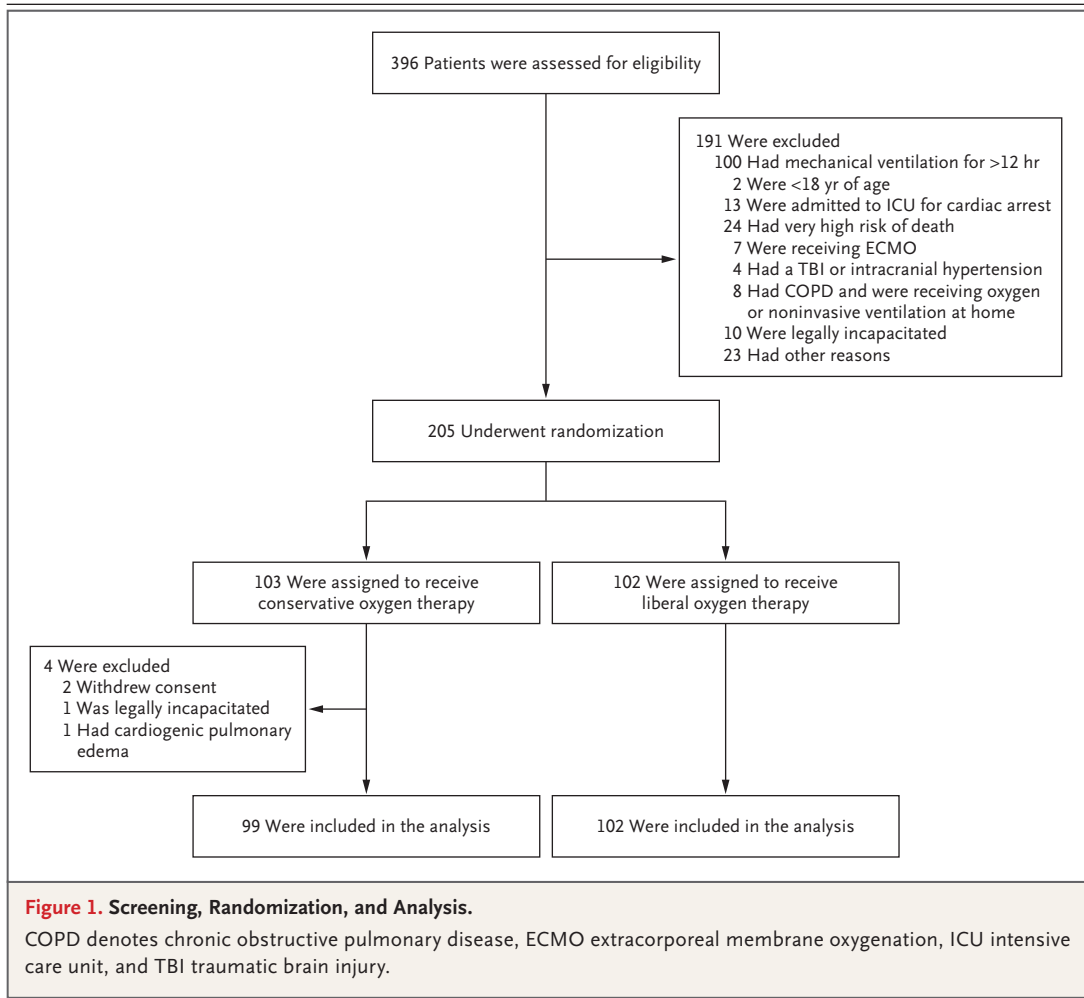 396 Patients were assessed for eligibility
191 Were excluded
100 Had mechanical ventilation for >12 hr
2 Were <18 yr of age
13 Were admitted to ICU for cardiac arrest
24 Had very high risk of death
7 Were receiving ECMO
4 Had a TBI or intracranial hypertension
8 Had COPD and were receiving oxygen
or noninvasive ventilation at home
10 Were legally incapacitated
23 Had other reasons
205 Underwent randomization
103 Were assigned to receive
conservative oxygen therapy
102 Were assigned to receive
liberal oxygen therapy
4 Were excluded
2 Withdrew consent
1 Was legally incapacitated
1 Had cardiogenic pulmonary
edema
99 Were included in the analysis
102 Were included in the analysis
Figure 1. Screening, Randomization, and Analysis.
COPD denotes chronic obstructive pulmonary disease, ECMO extracorporeal membrane oxygenation, ICU intensive
care unit, and TBI traumatic brain injury.